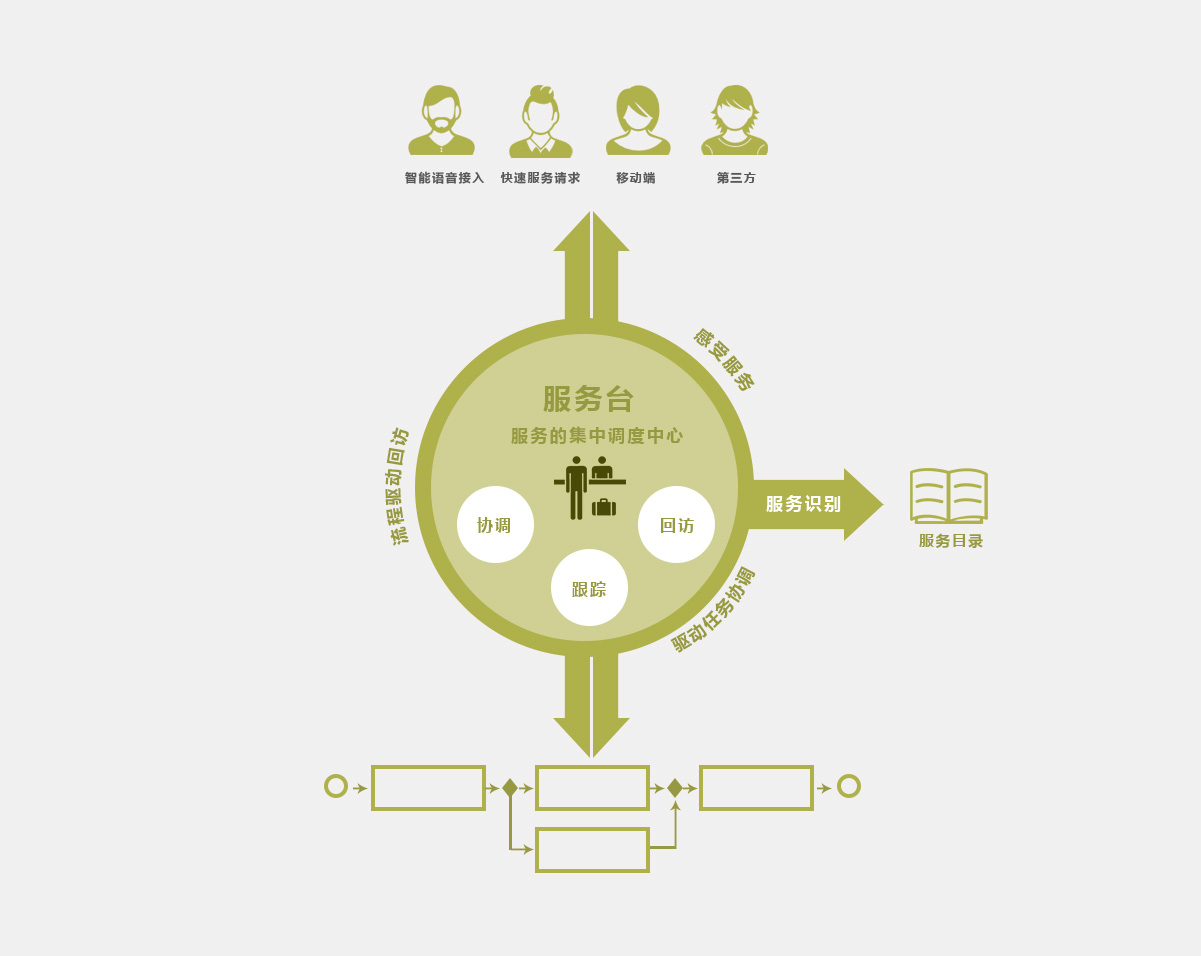 智能语音接入
快速服务请求
移动端
第三方
感受服务
服务台
服务的集中调度中心
流程驱动回访
协调
回访
跟踪
服务识别
服务目录
驱动任务协调